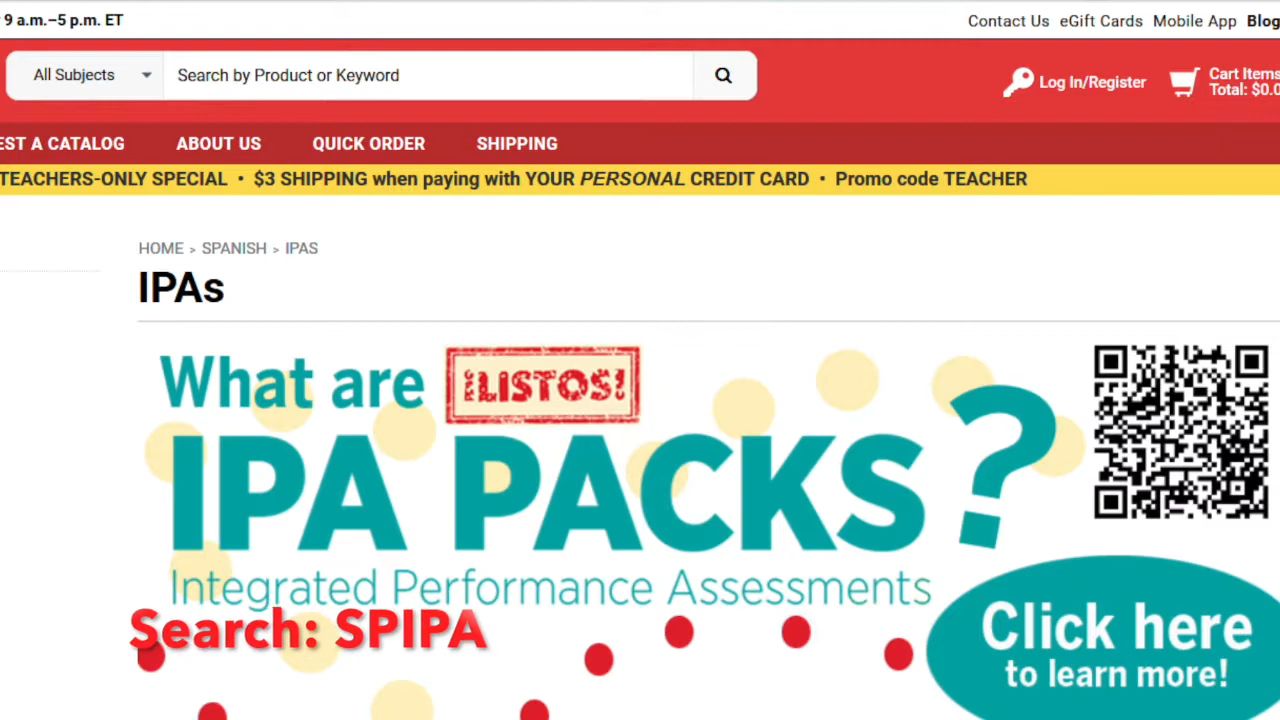 9 a.m.–5 p.m. ET
Contact Us eGift Cards Mobile App Blog
All Subjects Search by Product or Keyword
Log In/Register
Cart Items
Total: $0.0
EST A CATALOG ABOUT US QUICK ORDER SHIPPING
TEACHERS-ONLY SPECIAL • $3 SHIPPING when paying with YOUR PERSONAL CREDIT CARD • Promo code TEACHER
HOME > SPANISH > IPAS
IPAs
What are
LISTOS!
IPA PACKS?
Integrated Performance Assessments
Search: SPIPA
Click here
to learn more!